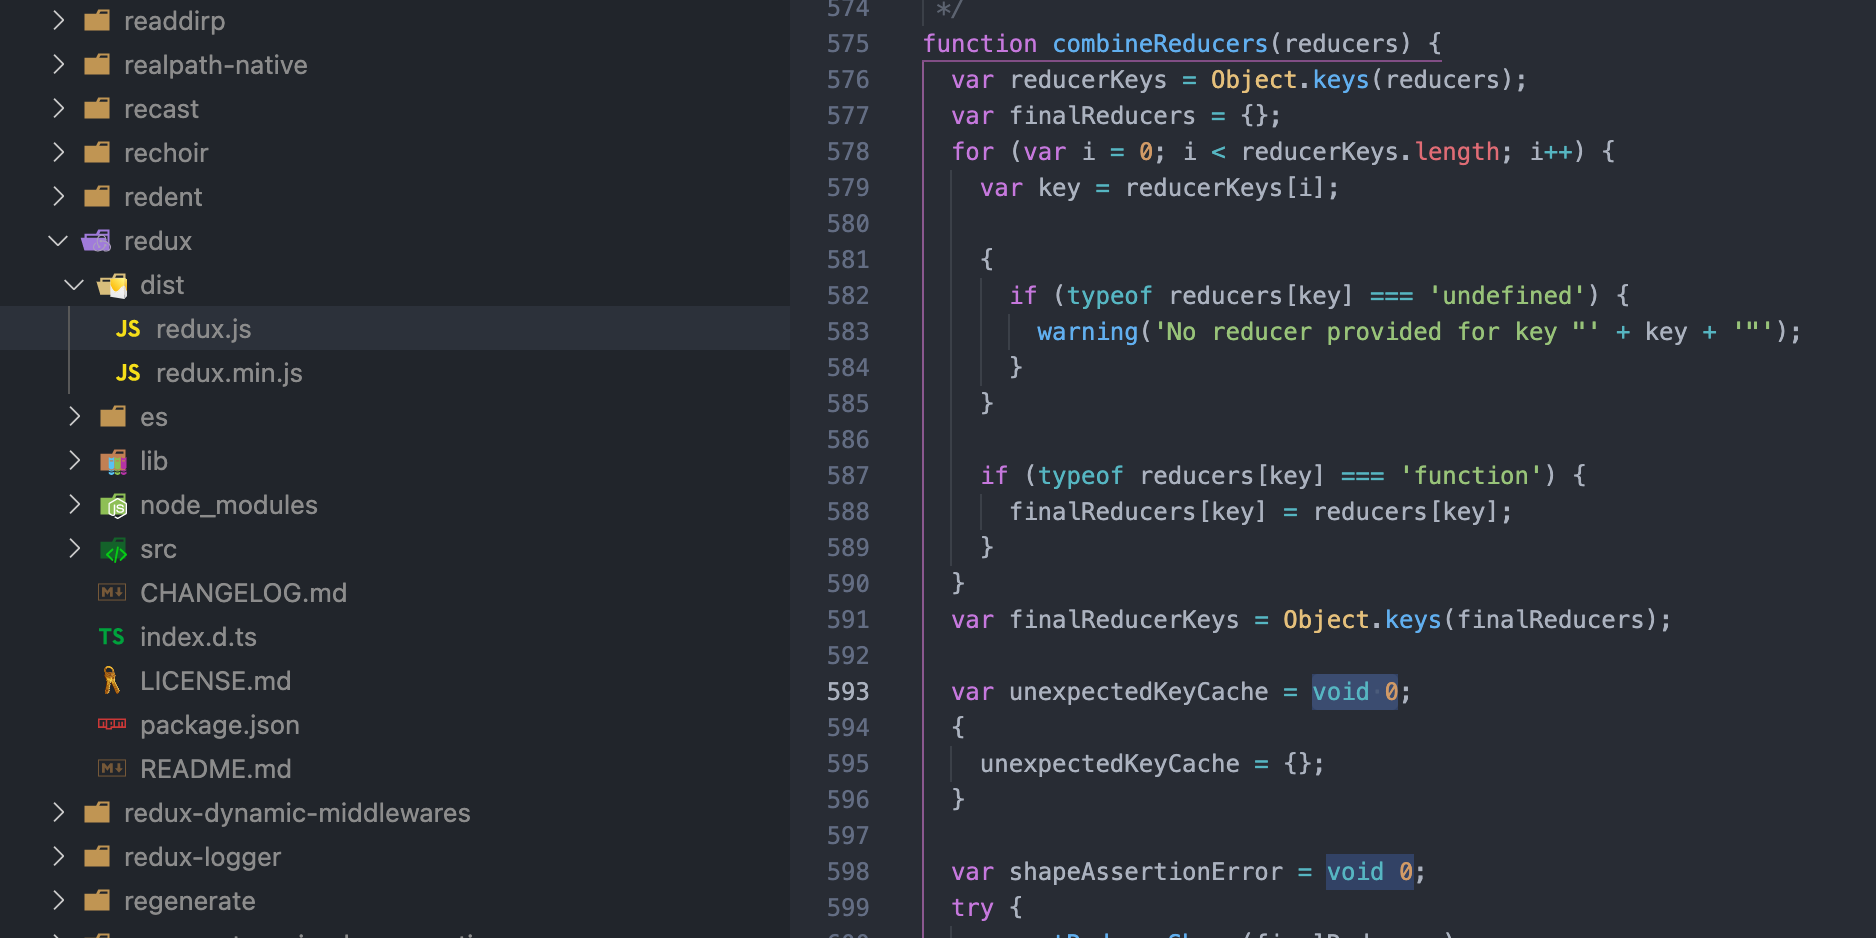 readdirp
realpath-native
recast
rechoir
redent
redux
dist
JS redux.js
JS redux.min.js
es
lib
node_modules
src
CHANGELOG.md
TS index.d.ts
LICENSE.md
package.json
README.md
redux-dynamic-middlewares
redux-logger
regenerate
574 */
575 function combineReducers(reducers) {
576 var reducerKeys = Object.keys(reducers);
577 var finalReducers = {};
578 for (var i = 0; i < reducerKeys.length; i++) {
579 var key = reducerKeys[i];
580
581 {
582 if (typeof reducers[key] === 'undefined') {
583 warning('No reducer provided for key "' + key + '"');
584 }
585 }
586
587 if (typeof reducers[key] === 'function') {
588 finalReducers[key] = reducers[key];
589 }
590 }
591 var finalReducerKeys = Object.keys(finalReducers);
592
593 var unexpectedKeyCache = void 0;
594 {
595 unexpectedKeyCache = {};
596 }
597
598 var shapeAssertionError = void 0;
599 try {